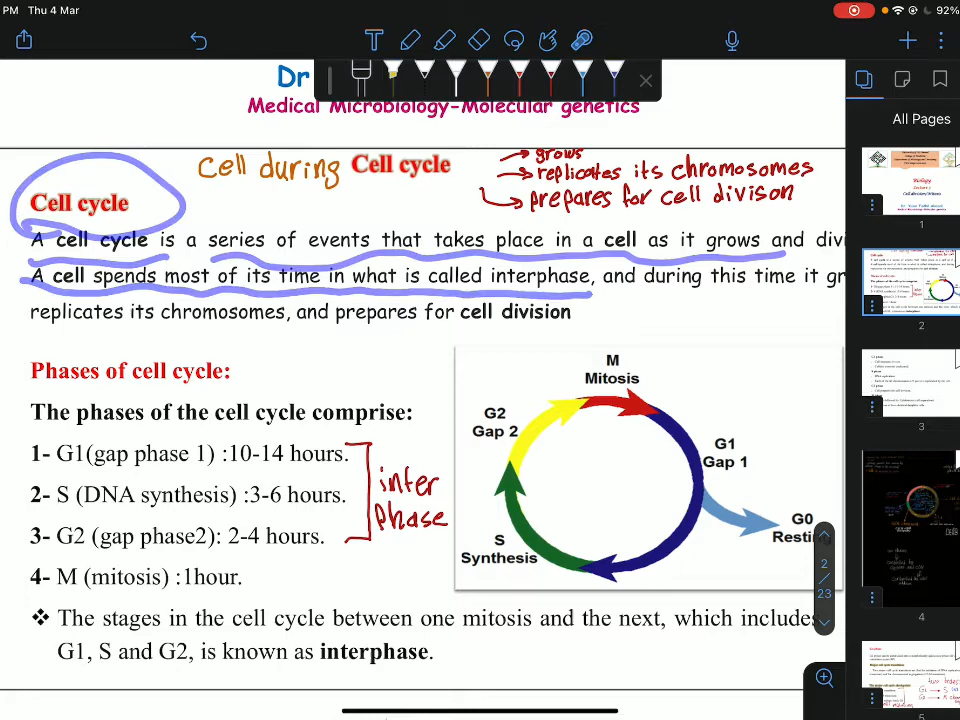 PM Thu 4 Mar
92%
Dr
Medical Microbiology-Molecular genetics
All Pages
Cell during Cell cycle
grows
replicates its chromosomes
prepares for cell divison
Cell cycle
A cell cycle is a series of events that takes place in a cell as it grows and divi
A cell spends most of its time in what is called interphase, and during this time it gr
replicates its chromosomes, and prepares for cell division
Phases of cell cycle:
The phases of the cell cycle comprise:
1- G1(gap phase 1) :10-14 hours.
2- S (DNA synthesis) :3-6 hours.
3- G2 (gap phase2): 2-4 hours.
inter
phase
4- M (mitosis) :1hour.
M
Mitosis
G2
Gap 2
G1
Gap 1
S
Synthesis
G0
Resting
❖ The stages in the cell cycle between one mitosis and the next, which includes
G1, S and G2, is known as interphase.
2
/
23
1
2
3
4
5